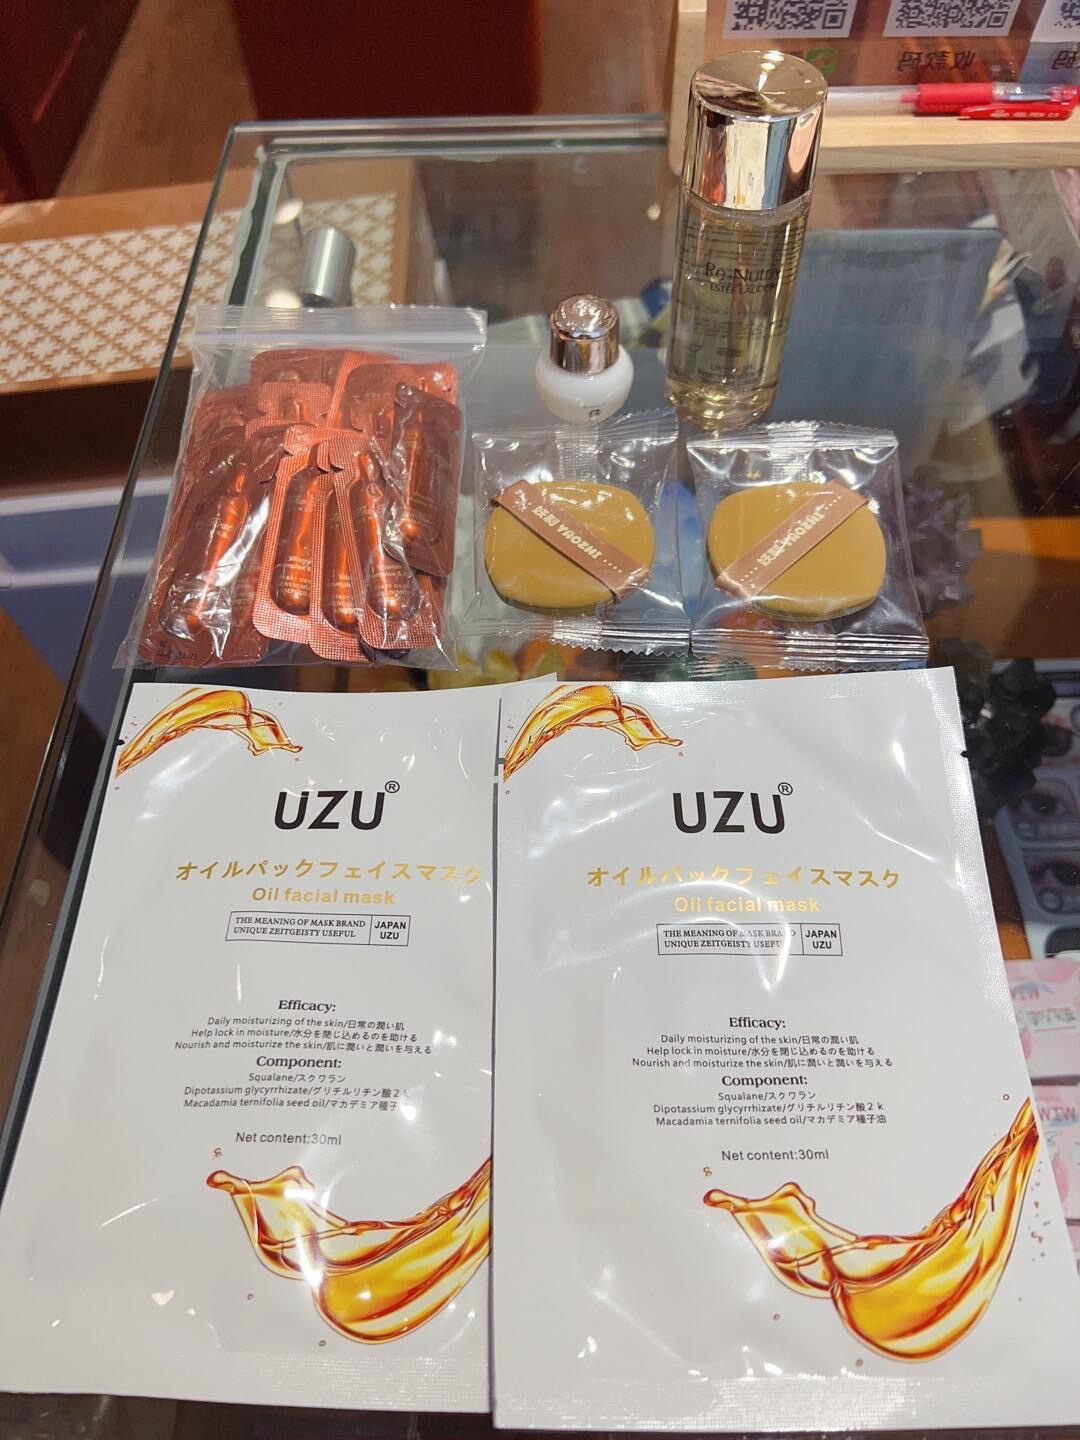 收款码
Re-Nutriv
ESTĒE LAUDER
妖制 YAOZHI
妖制 YAOZHI
UZU®
オイルパックフェイスマスク
Oil facial mask
THE MEANING OF MASK BRAND
UNIQUE ZEITGEISTY USEFUL
JAPAN
UZU
Efficacy:
Daily moisturizing of the skin/日常の潤い肌
Help lock in moisture/水分を閉じ込めるのを助ける
Nourish and moisturize the skin/肌に潤いと潤いを与える
Component:
Squalane/スクワラン
Dipotassium glycyrrhizate/グリチルリチン酸2k
Macadamia ternifolia seed oil/マカデミア種子
Net content:30ml
UZU®
オイルパックフェイスマスク
Oil facial mask
THE MEANING OF MASK BRAND
UNIQUE ZEITGEISTY USEFUL
JAPAN
UZU
Efficacy:
Daily moisturizing of the skin/日常の潤い肌
Help lock in moisture/水分を閉じ込めるのを助ける
Nourish and moisturize the skin/肌に潤いと潤いを与える
Component:
Squalane/スクワラン
Dipotassium glycyrrhizate/グリチルリチン酸2k
Macadamia ternifolia seed oil/マカデミア種子油
Net content:30ml